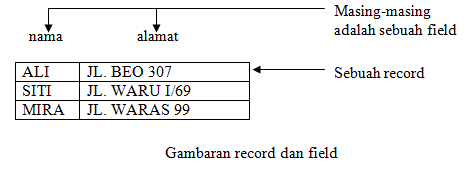 Masing-masing
nama alamat adalah sebuah field
ALI JL. BEO 307 Sebuah record
SITI JL. WARU I/69
MIRA JL. WARAS 99
Gambaran record dan field